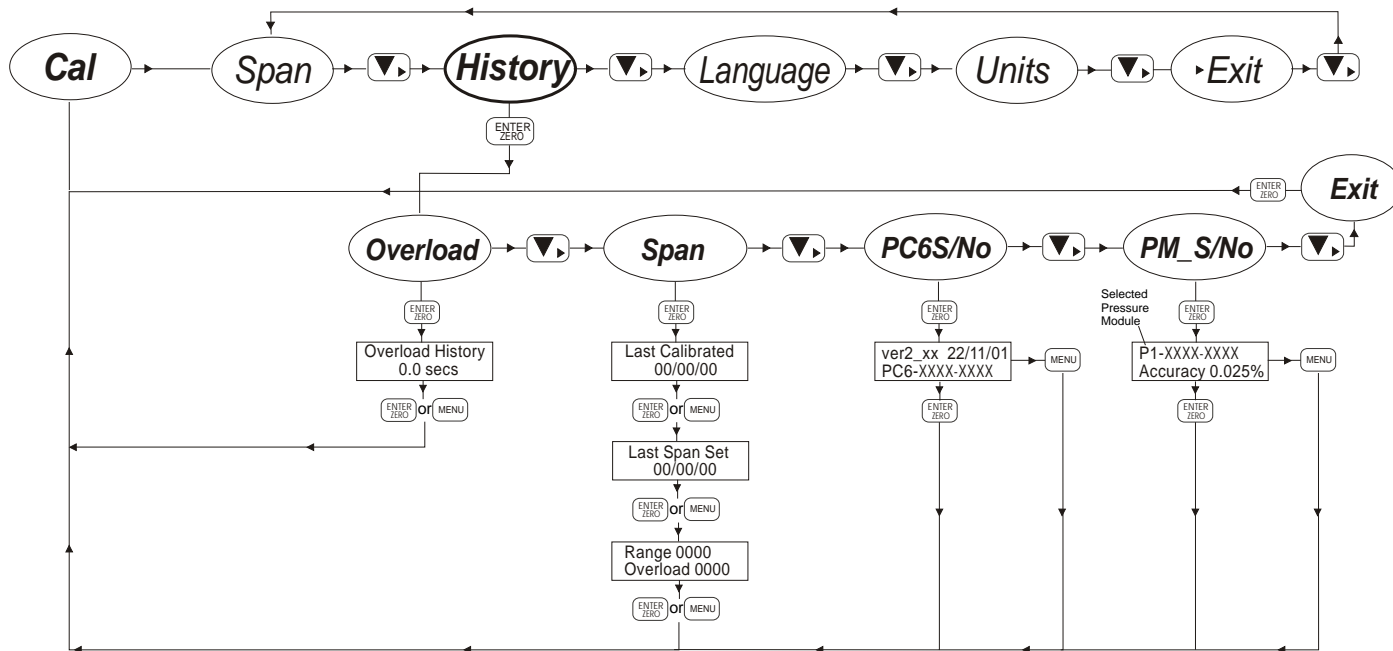 Cal
Span
History
Language
Units
Exit
ENTER
ZERO
ENTER
ZERO
Exit
Overload
Span
PC6S/No
PM_S/No
ENTER
ZERO
ENTER
ZERO
ENTER
ZERO
Selected
Pressure
Module
ENTER
ZERO
Overload History
0.0 secs
Last Calibrated
00/00/00
ver2_xx 22/11/01
PC6-XXXX-XXXX
MENU
P1-XXXX-XXXX
Accuracy 0.025%
MENU
ENTER
ZERO
or
MENU
ENTER
ZERO
or
MENU
ENTER
ZERO
ENTER
ZERO
Last Span Set
00/00/00
ENTER
ZERO
or
MENU
Range 0000
Overload 0000
ENTER
ZERO
or
MENU